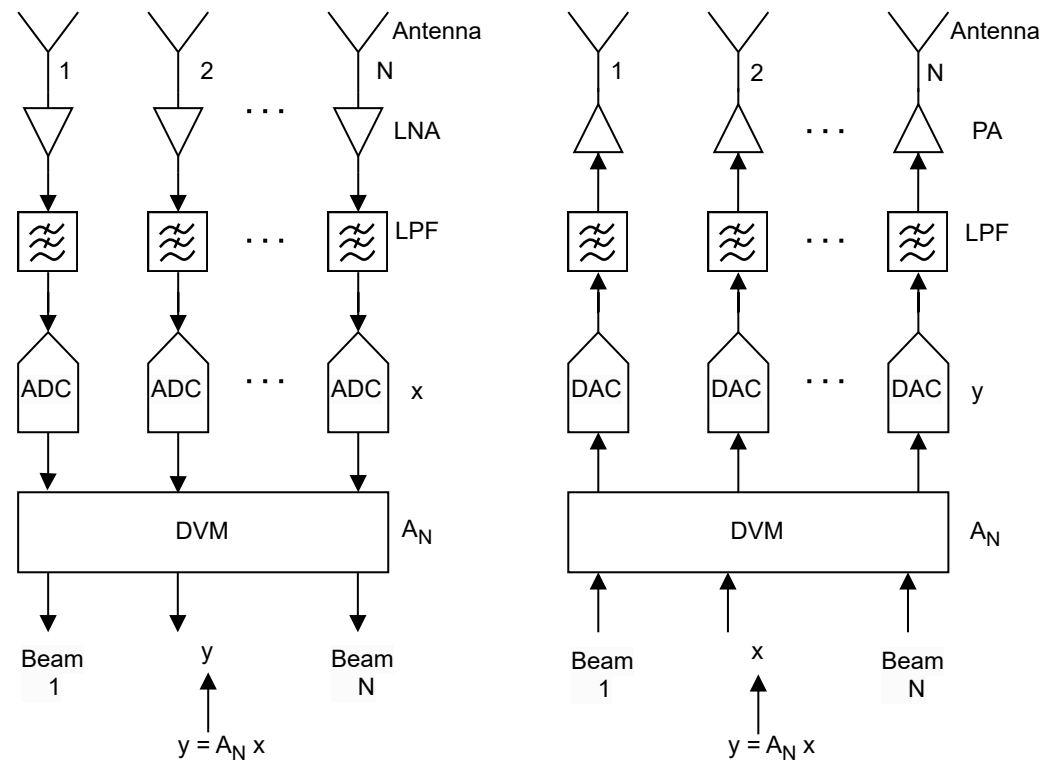 Antenna
1
2
N
. . .
LNA
LPF
. . .
ADC
ADC
. . .
ADC
x
DVM
A_N
Beam
1
y
Beam
N
y = A_N x
Antenna
1
2
N
. . .
PA
. . .
LPF
DAC
DAC
. . .
DAC
y
DVM
A_N
Beam
1
x
Beam
N
y = A_N x